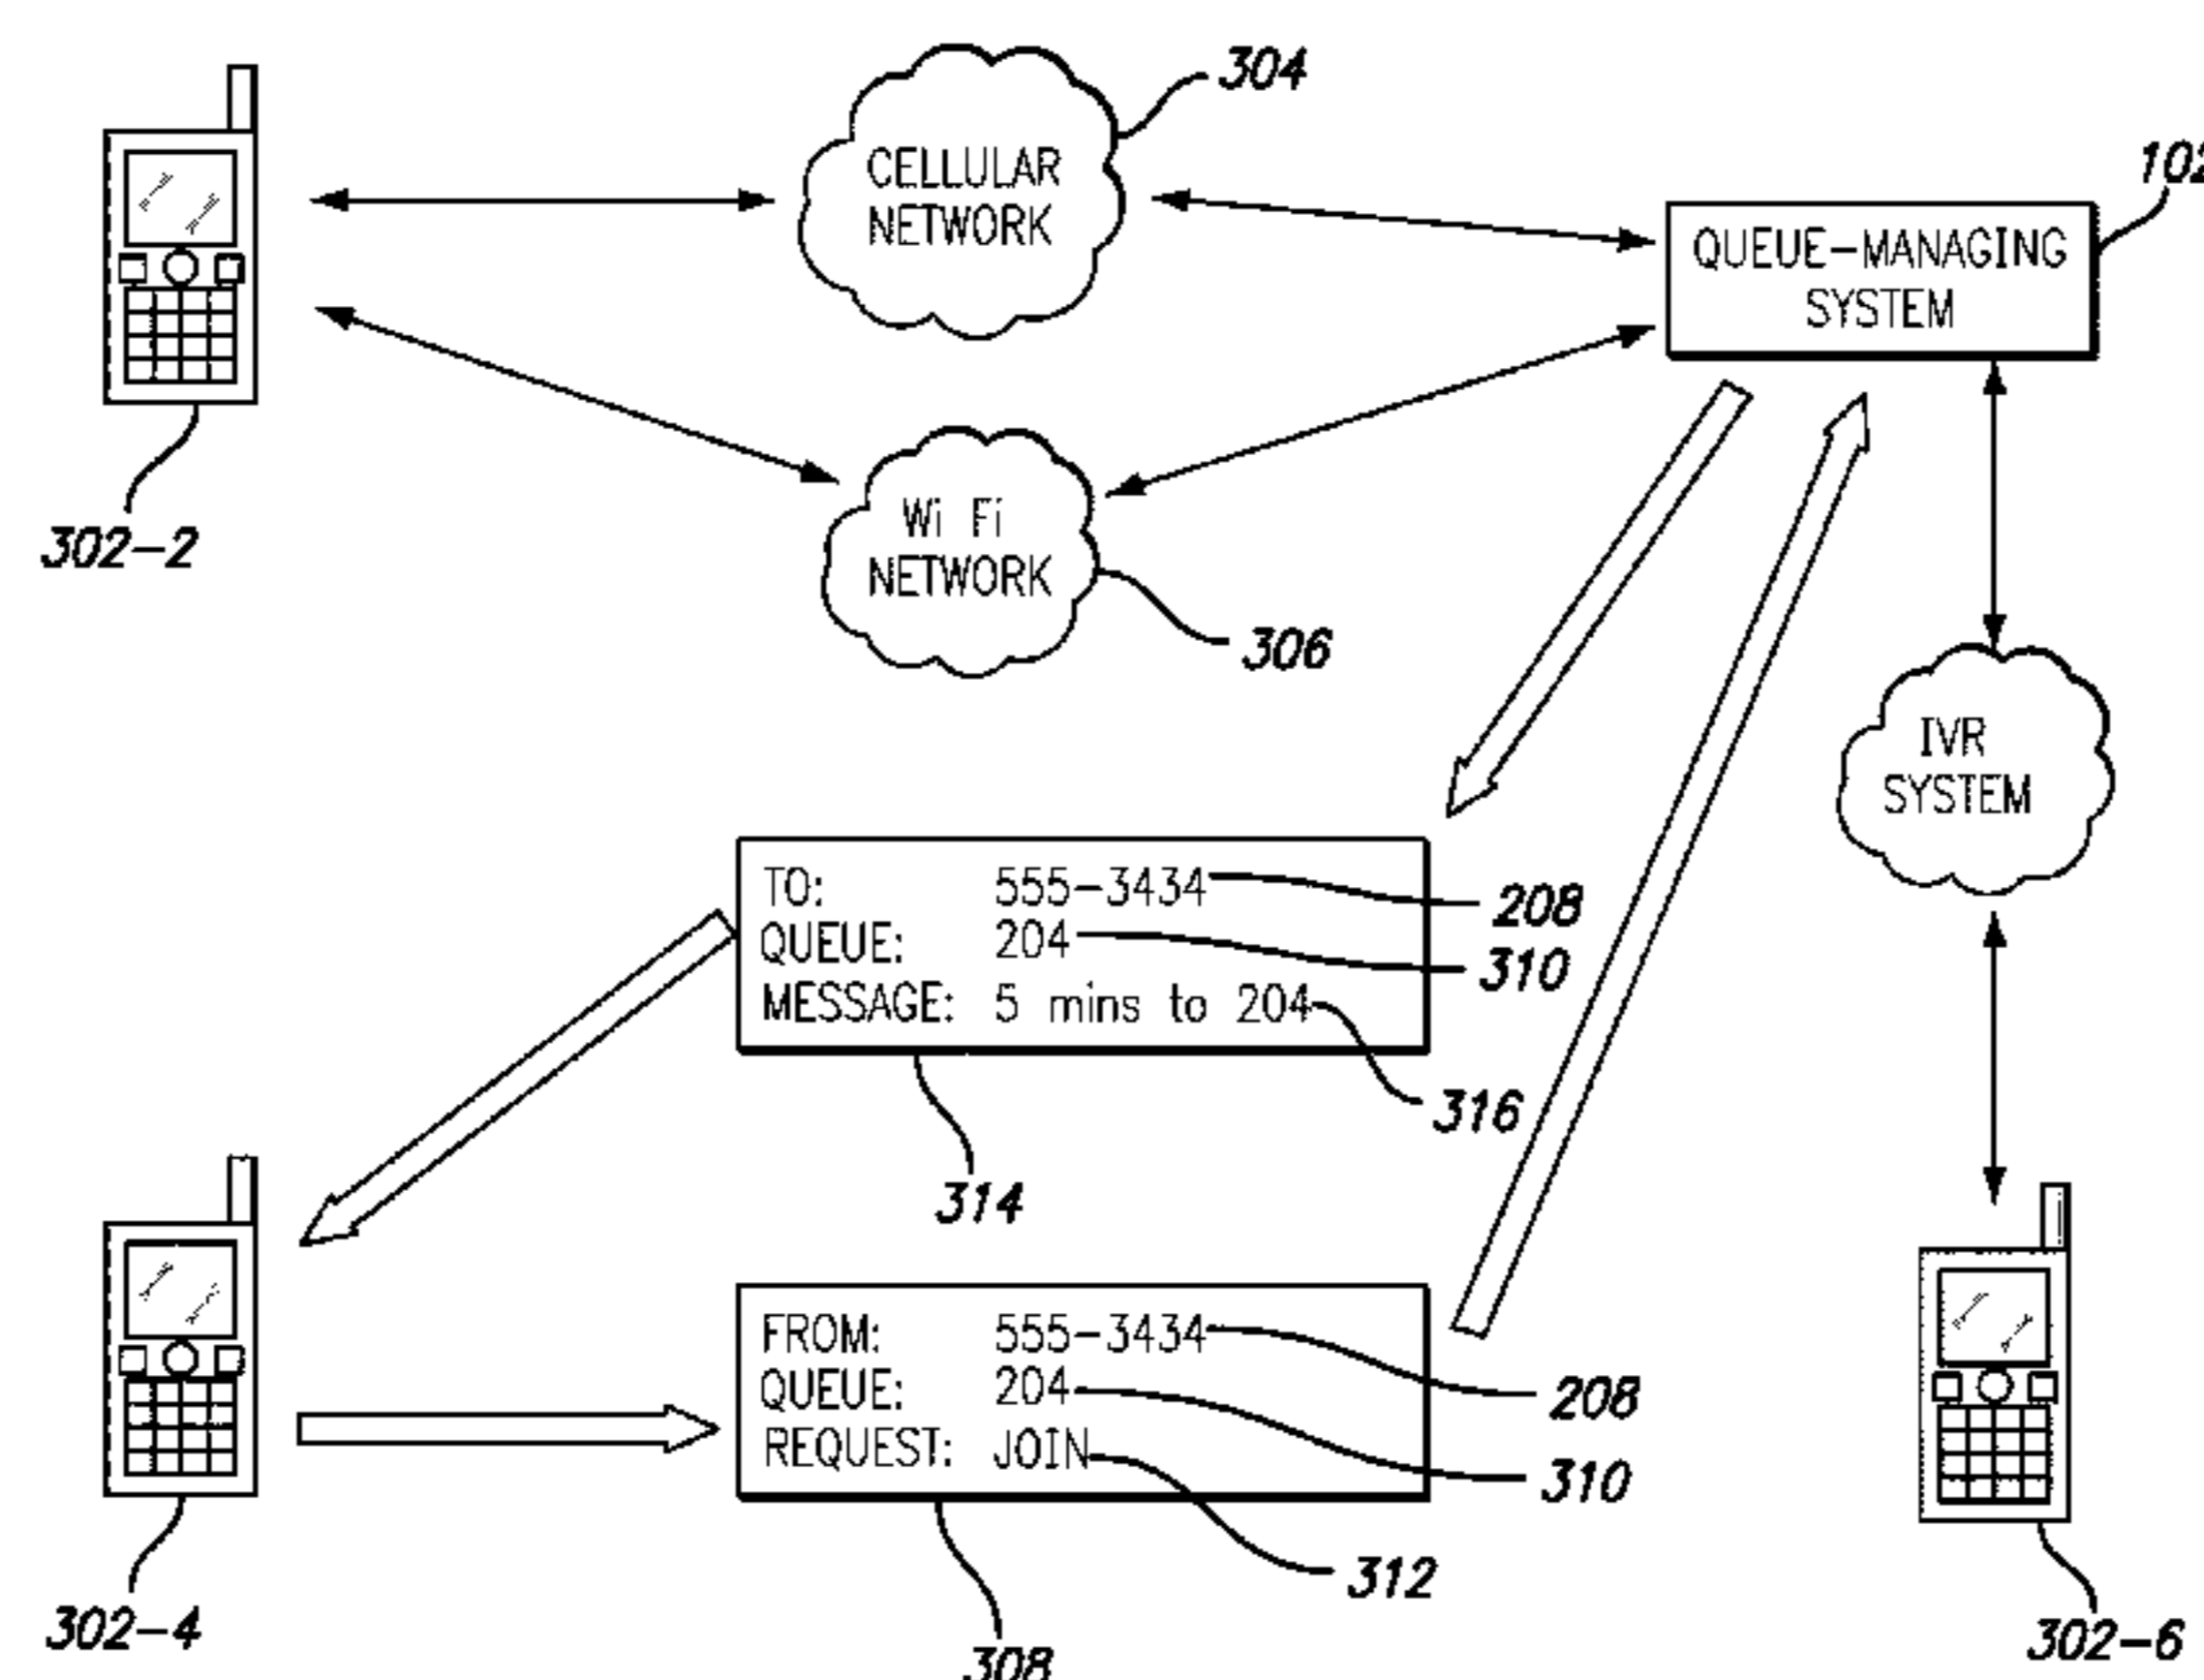 304
CELLULAR
NETWORK
102
QUEUE-MANAGING
SYSTEM
302-2
Wi Fi
NETWORK
306
IVR
SYSTEM
TO: 555-3434
208
QUEUE: 204
310
MESSAGE: 5 mins to 204
316
314
FROM: 555-3434
208
QUEUE: 204
310
REQUEST: JOIN
312
302-4
308
302-6